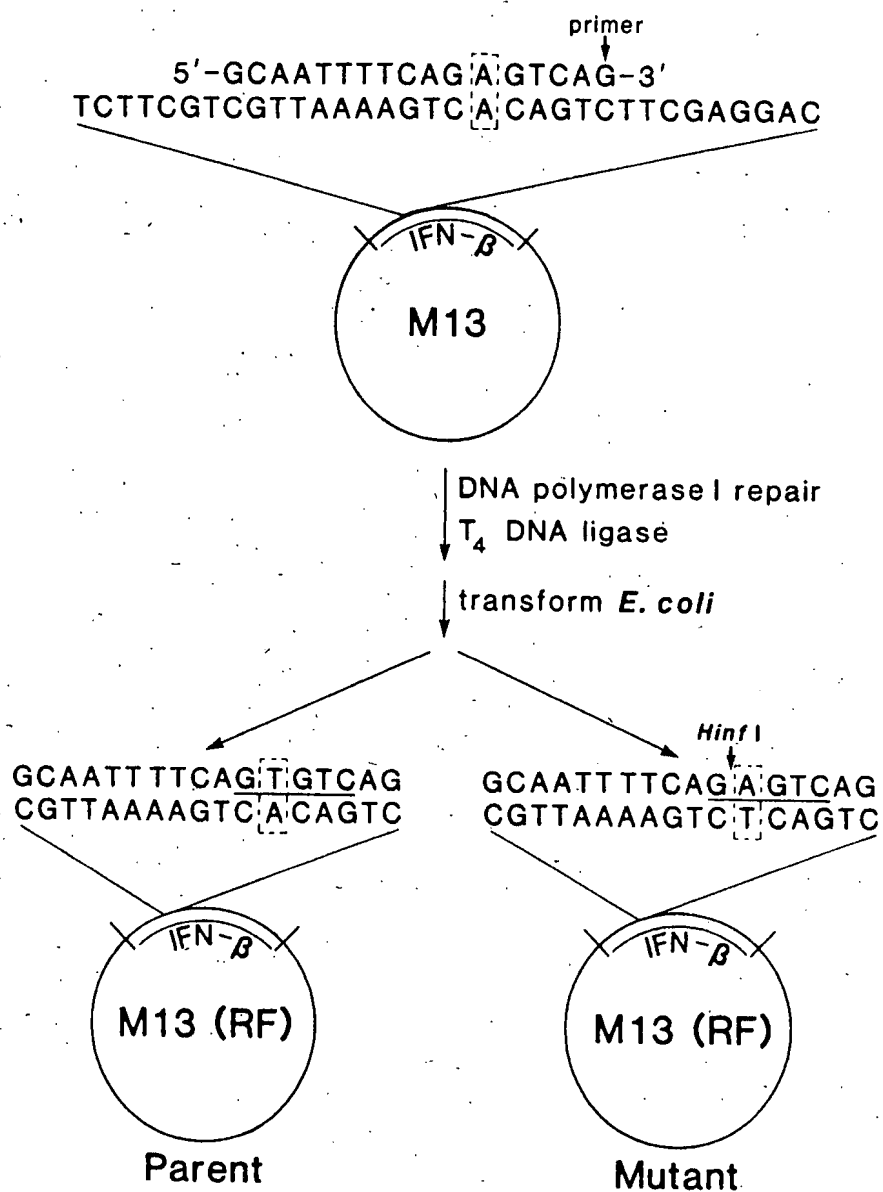 primer
5'-GCAATTTTCAGAGTCAG-3'
TCTTCGTCGTTAAAAGTCACAGTCTTCGAGGAC
IFN-β
M13
DNA polymerase I repair
T4 DNA ligase
transform E. coli
Hinf I
GCAATTTTCAGTGTCAG
CGTTAAAAGTCACAGTC
GCAATTTTCAGAGTCAG
CGTTAAAAGTCTCAGTC
IFN-β
M13 (RF)
Parent
IFN-β
M13 (RF)
Mutant